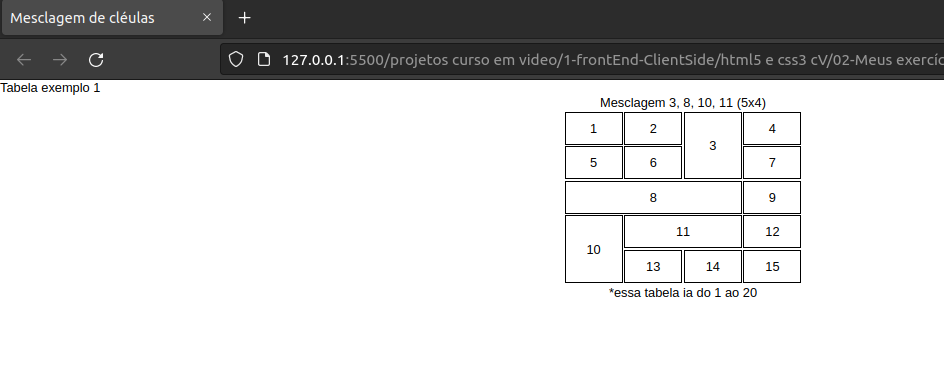 Mesclagem de cléulas
127.0.0.1:5500/projetos curso em video/1-frontEnd-ClientSide/html5 e css3 cV/02-Meus exercíc
Tabela exemplo 1
Mesclagem 3, 8, 10, 11 (5x4)
1 2 3 4
5 6 7
8 9
10 11 12
13 14 15
*essa tabela ia do 1 ao 20